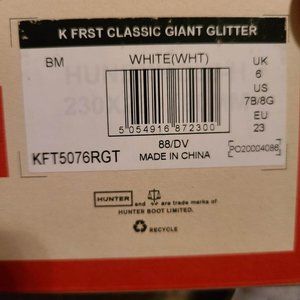 K FRST CLASSIC GIANT GLITTER
BM
WHITE(WHT)
UK
6
US
7B/8G
EU
23
5 054916 872300
KFT5076RGT
88/DV
MADE IN CHINA
PO20004086
HUNTER
and are trade marks of
HUNTER BOOT LIMITED.
RECYCLE